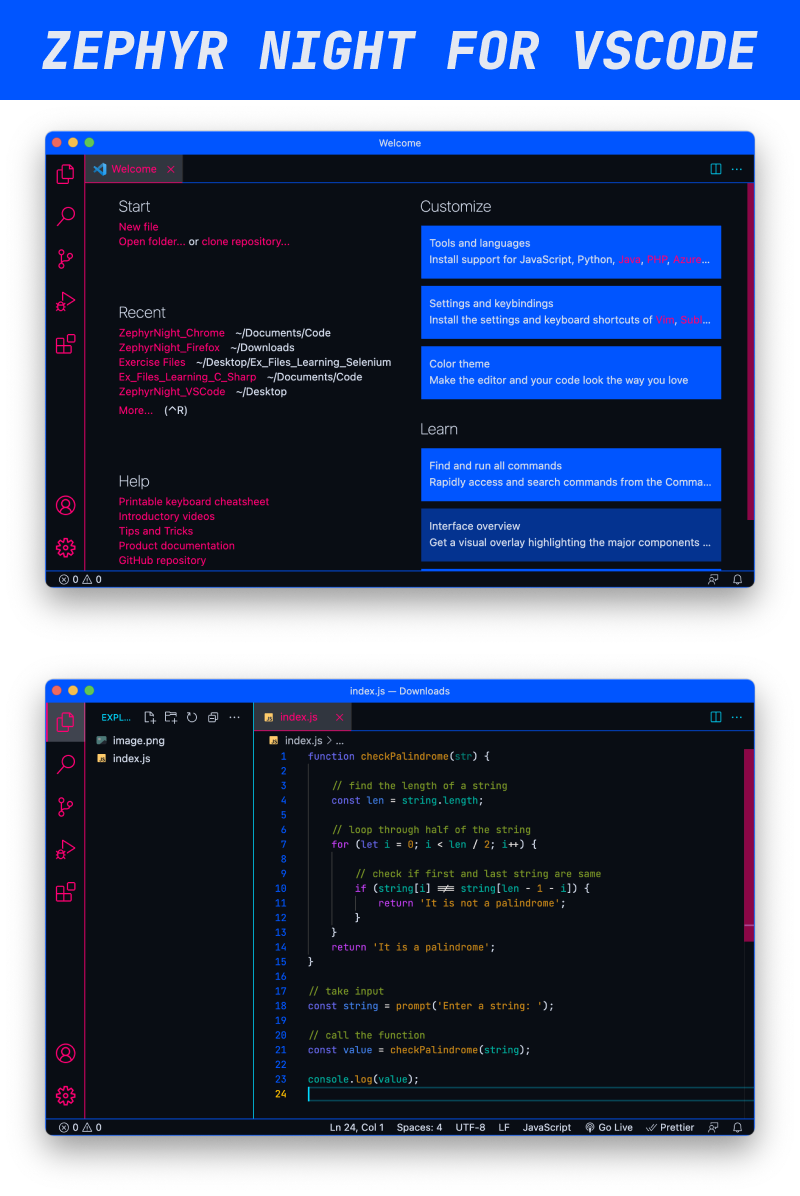 ZEPHYR NIGHT FOR VSCODE
Welcome
Welcome
Start
New file
Open folder... or clone repository...
Recent
ZephyrNight_Chrome ~/Documents/Code
ZephyrNight_Firefox ~/Downloads
Exercise Files ~/Desktop/Ex_Files_Learning_Selenium
Ex_Files_Learning_C_Sharp ~/Documents/Code
ZephyrNight_VSCode ~/Desktop
More... (^R)
Help
Printable keyboard cheatsheet
Introductory videos
Tips and Tricks
Product documentation
GitHub repository
Customize
Tools and languages
Install support for JavaScript, Python, Java, PHP, Azure...
Settings and keybindings
Install the settings and keyboard shortcuts of Vim, Subl...
Color theme
Make the editor and your code look the way you love
Learn
Find and run all commands
Rapidly access and search commands from the Comma...
Interface overview
Get a visual overlay highlighting the major components ...
0 0
index.js — Downloads
EXPL...
image.png
index.js
index.js
index.js > ...
1 function checkPalindrome(str) {
2
3 // find the length of a string
4 const len = string.length;
5
6 // loop through half of the string
7 for (let i = 0; i < len / 2; i++) {
8
9 // check if first and last string are same
10 if (string[i] !== string[len - 1 - i]) {
11 return 'It is not a palindrome';
12 }
13 }
14 return 'It is a palindrome';
15 }
16
17 // take input
18 const string = prompt('Enter a string: ');
19
20 // call the function
21 const value = checkPalindrome(string);
22
23 console.log(value);
24
0 0 Ln 24, Col 1 Spaces: 4 UTF-8 LF JavaScript Go Live Prettier